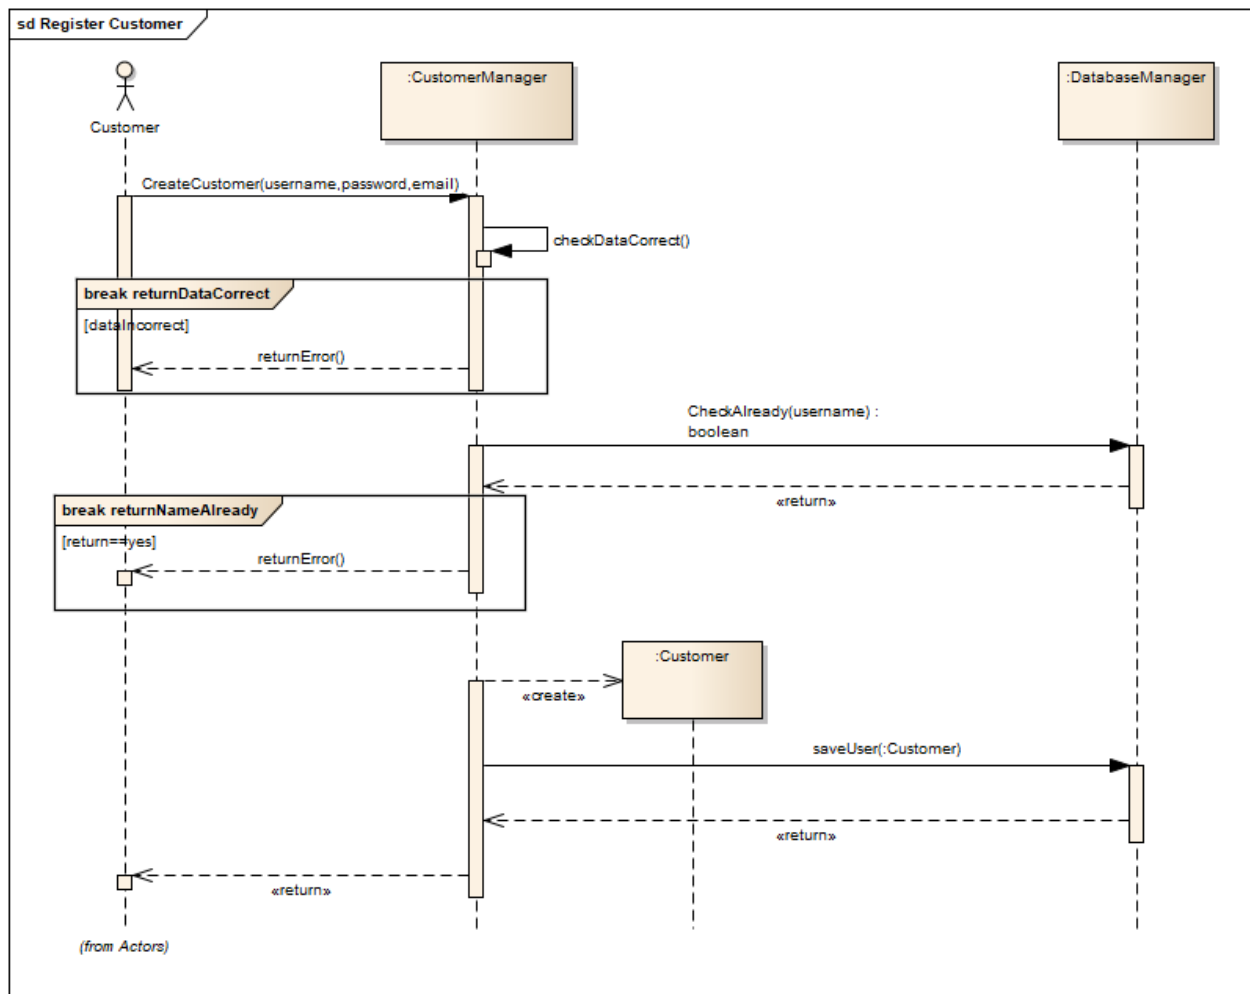 sd Register Customer
:CustomerManager
:DatabaseManager
Customer
CreateCustomer(username,password,email)
checkDataCorrect()
break returnDataCorrect
[dataIncorrect]
returnError()
CheckAlready(username) :
boolean
«return»
break returnNameAlready
[return==yes]
returnError()
:Customer
«create»
saveUser(:Customer)
«return»
«return»
(from Actors)